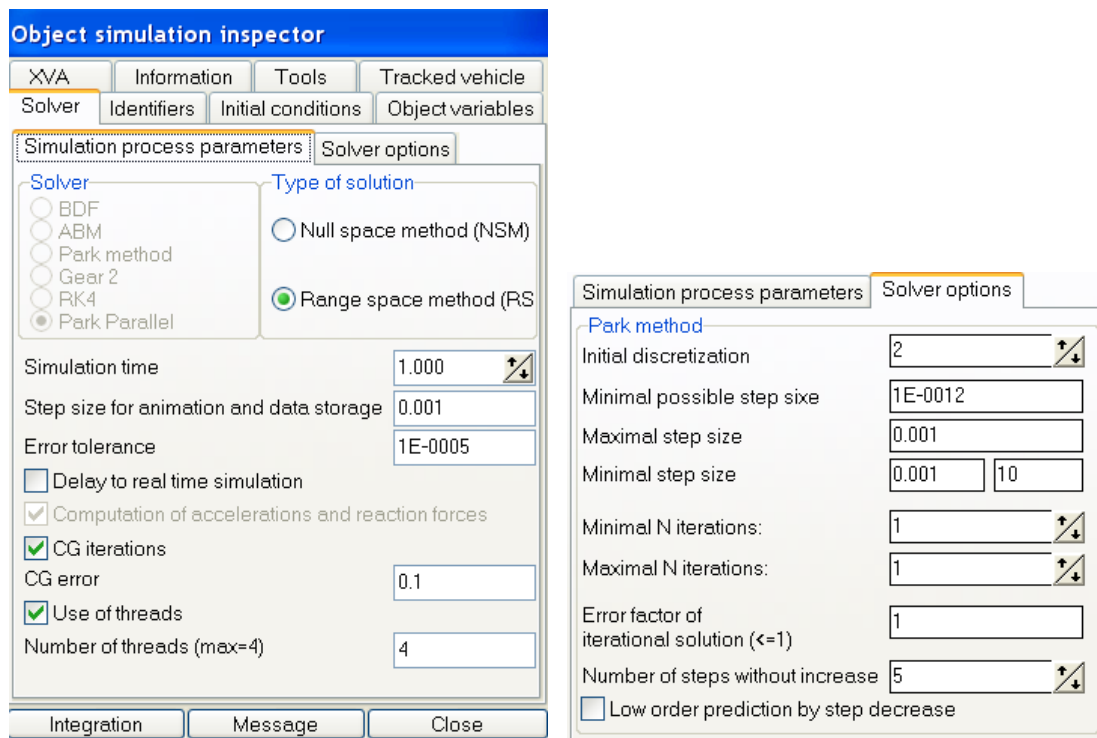 Object simulation inspector
XVA Information Tools Tracked vehicle
Solver Identifiers Initial conditions Object variables
Simulation process parameters Solver options
Solver
BDF
ABM
Park method
Gear 2
RK4
Park Parallel
Type of solution
Null space method (NSM)
Range space method (RS
Simulation time 1.000
Step size for animation and data storage 0.001
Error tolerance 1E-0005
Delay to real time simulation
Computation of accelerations and reaction forces
CG iterations
CG error 0.1
Use of threads
Number of threads (max=4) 4
Integration Message Close
Simulation process parameters Solver options
Park method
Initial discretization 2
Minimal possible step sixe 1E-0012
Maximal step size 0.001
Minimal step size 0.001 10
Minimal N iterations: 1
Maximal N iterations: 1
Error factor of
iterational solution (<=1) 1
Number of steps without increase 5
Low order prediction by step decrease